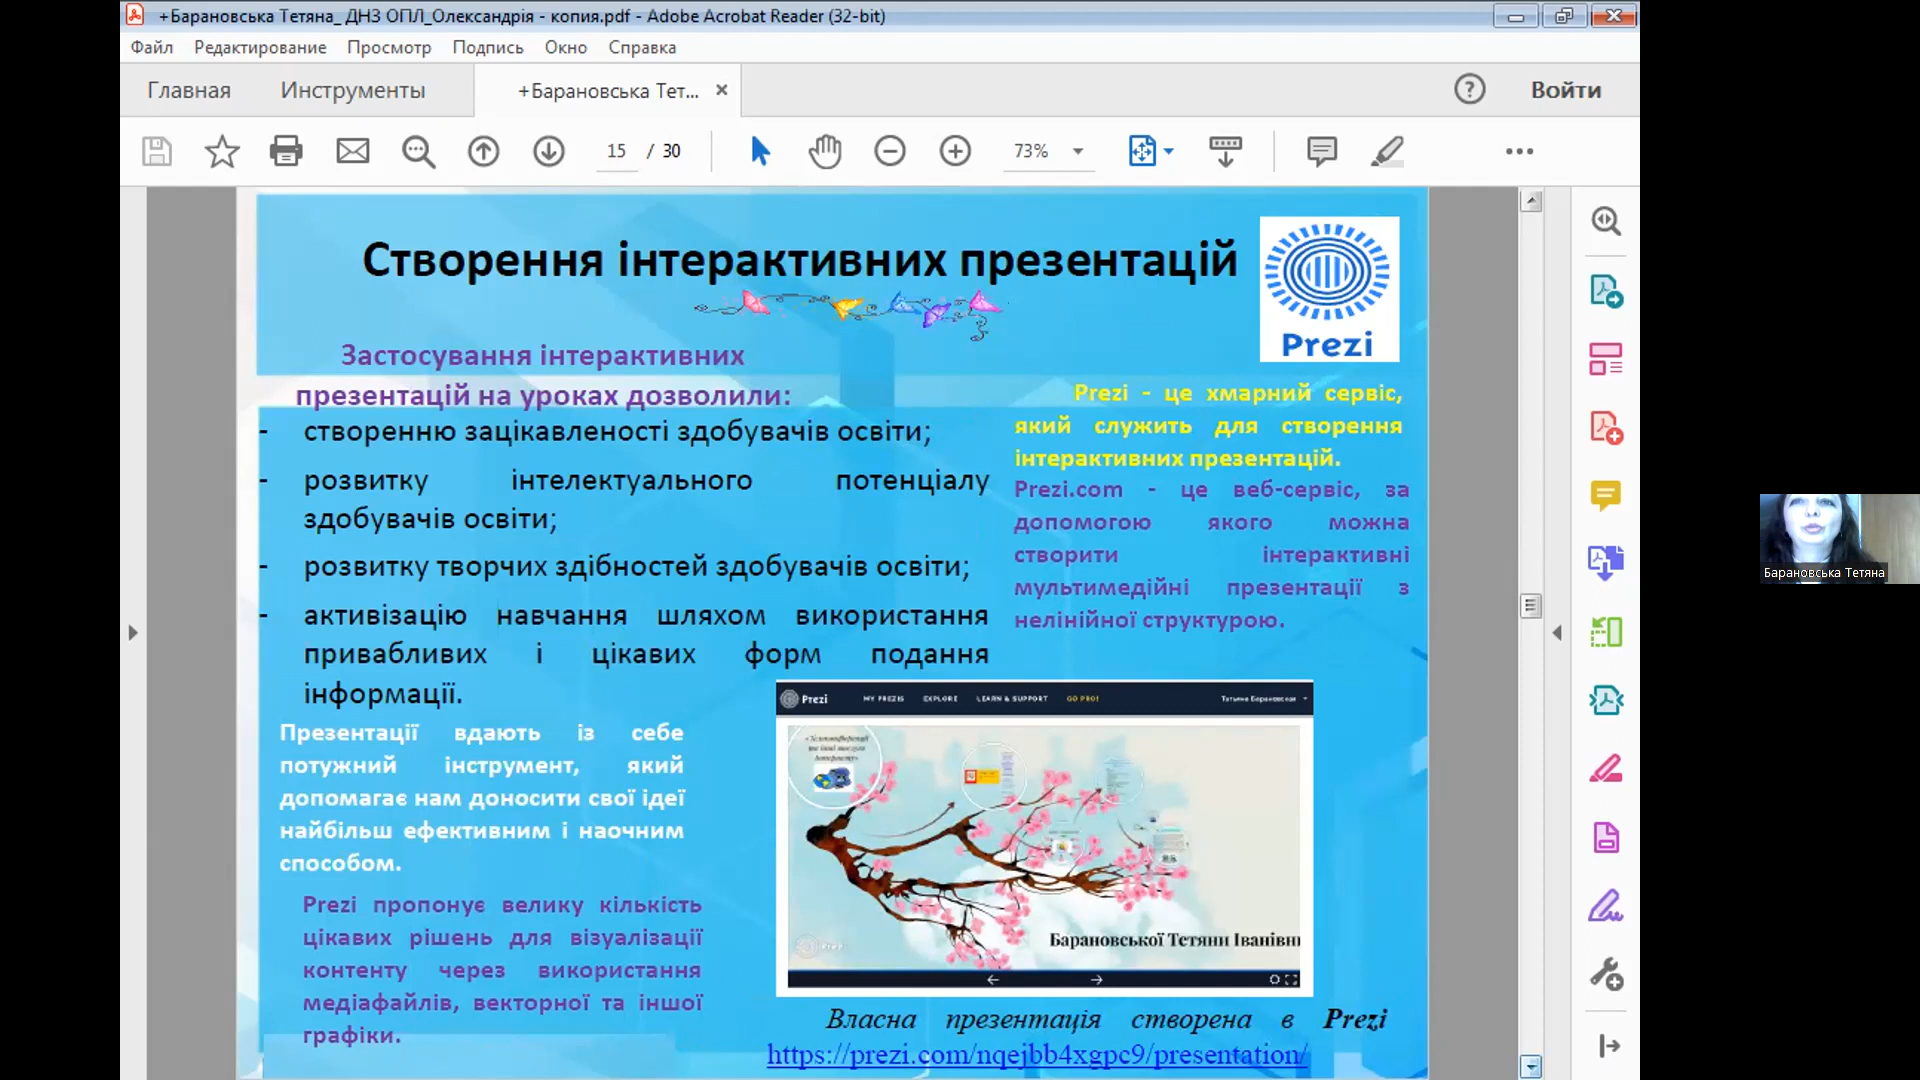 +Барановська Тетяна_ ДНЗ ОПЛ_Олександрія - копия.pdf - Adobe Acrobat Reader (32-bit)
Файл Редактирование Просмотр Подпись Окно Справка
Главная Инструменты +Барановська Тет... Войти
15 / 30 73%
Створення інтерактивних презентацій
Prezi
Застосування інтерактивних
презентацій на уроках дозволили:
- створенню зацікавленості здобувачів освіти;
- розвитку інтелектуального потенціалу
здобувачів освіти;
- розвитку творчих здібностей здобувачів освіти;
- активізацію навчання шляхом використання
привабливих і цікавих форм подання
інформації.
Prezi - це хмарний сервіс,
який служить для створення
інтерактивних презентацій.
Prezi.com - це веб-сервіс, за
допомогою якого можна
створити інтерактивні
мультимедійні презентації з
нелінійної структурою.
Презентації вдають із себе
потужний інструмент, який
допомагає нам доносити свої ідеї
найбільш ефективним і наочним
способом.
Prezi пропонує велику кількість
цікавих рішень для візуалізації
контенту через використання
медіафайлів, векторної та іншої
графіки.
Prezi MY PREZIS EXPLORE LEARN & SUPPORT GO PRO! Татьяна Барановская
Барановської Тетяни Іванівни
Власна презентація створена в Prezi
https://prezi.com/nqejbb4xgpc9/presentation/
Барановська Тетяна